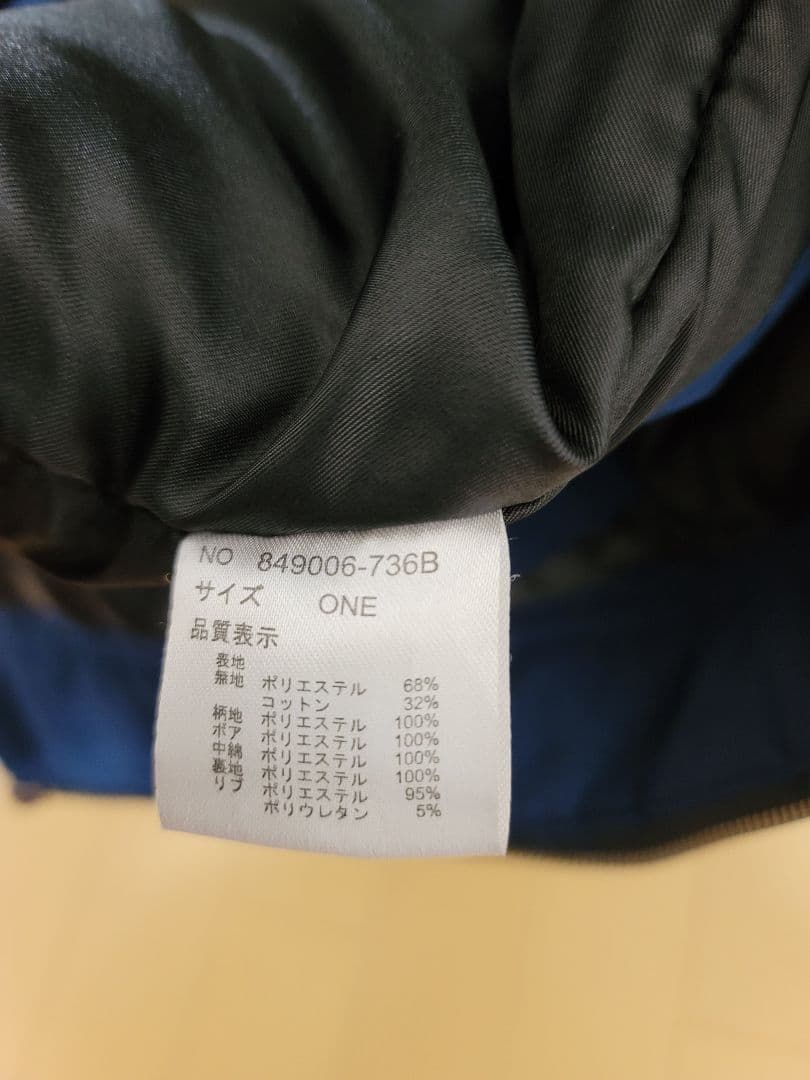 NO 849006-736B
サイズ ONE
品質表示
表地
無地 ポリエステル 68%
コットン 32%
柄地 ポリエステル 100%
ボア ポリエステル 100%
中綿 ポリエステル 100%
裏地 ポリエステル 100%
リブ ポリエステル 95%
ポリウレタン 5%